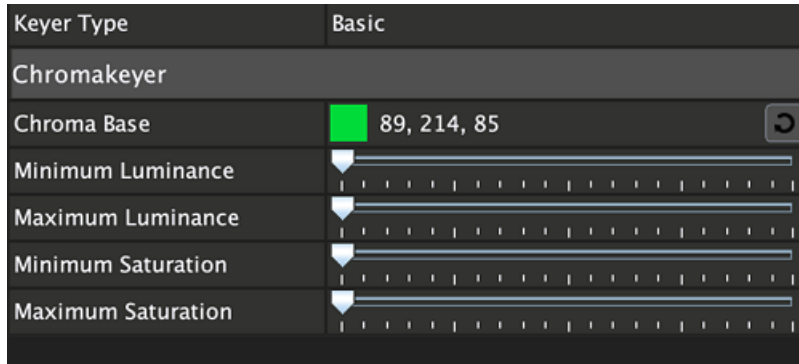 Keyer Type Basic
Chromakeyer
Chroma Base 89, 214, 85
Minimum Luminance
Maximum Luminance
Minimum Saturation
Maximum Saturation